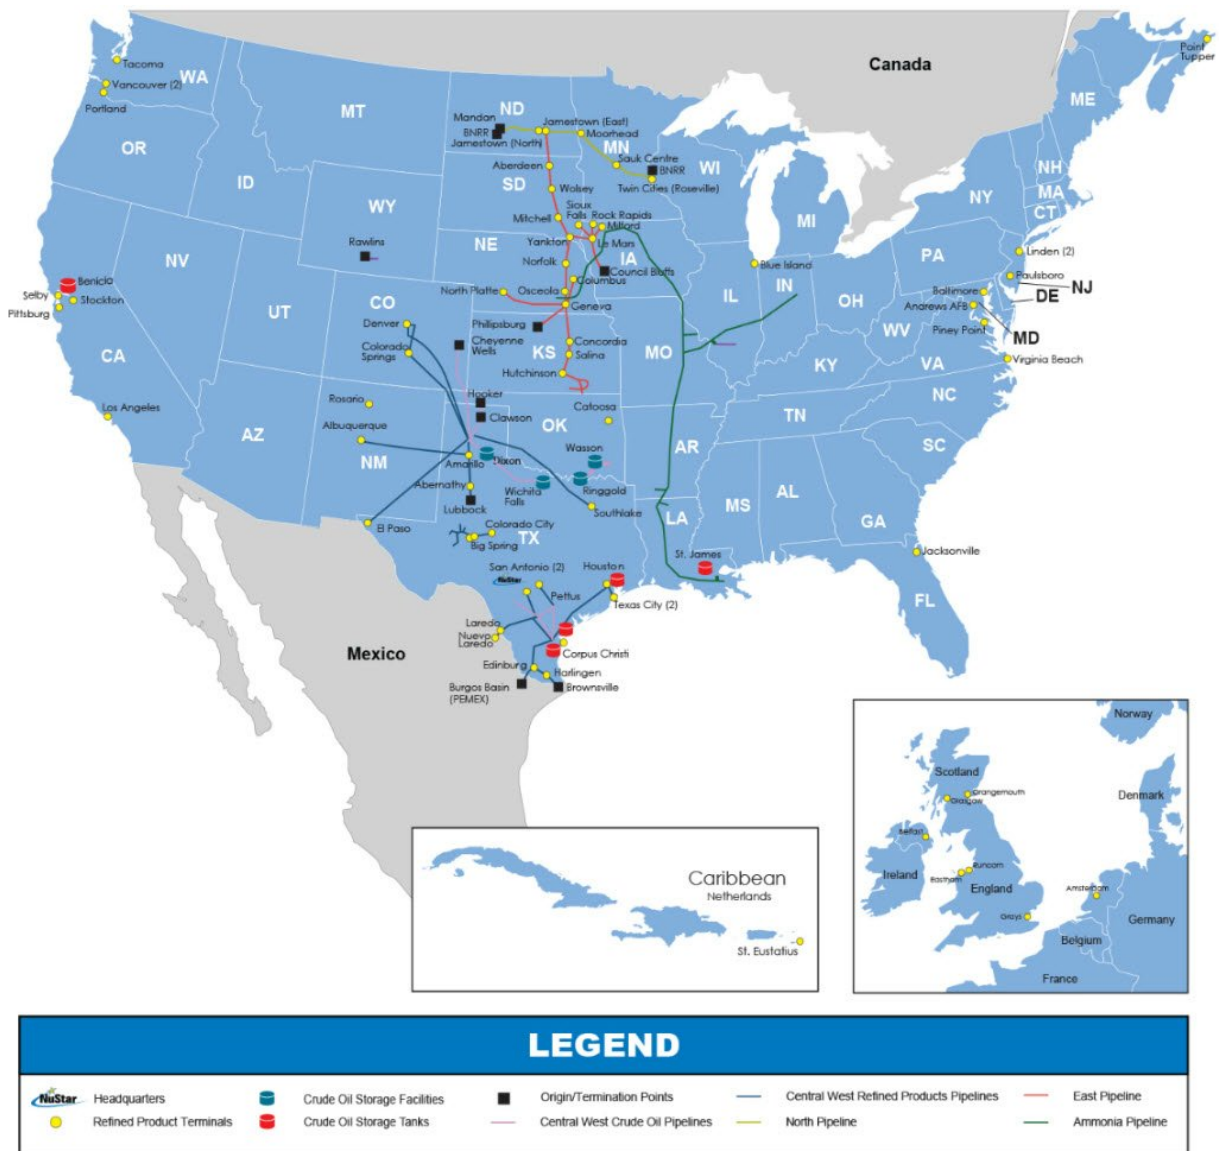 Canada
Point
Tupper
Tacoma
WA
Vancouver (2)
Portland
MT
ND
Mandan
BNRR
Jamestown (East)
Jamestown (North)
Moorhead
MN
ME
OR
ID
Aberdeen
Sauk Centre
BNRR
WI
Twin Cities (Roseville)
NH
SD
Wolsey
MA
NY
WY
Sioux
Falls
Rock Rapids
Milford
Mitchell
MI
CT
Rawlins
NE
Yankton
Le Mars
IA
PA
Linden (2)
NV
Norfolk
Council Bluffs
Blue Island
Paulsboro
NJ
Benicia
Selby
Stockton
Pittsburg
UT
CO
North Platte
Columbus
Osceola
Geneva
IL
IN
OH
Baltimore
DE
Andrews AFB
WV
Piney Point
MD
Denver
Colorado
Springs
Phillipsburg
Cheyenne
Wells
KS
Concordia
Salina
MO
KY
VA
Virginia Beach
CA
Hutchinson
NC
Los Angeles
Rosario
Hooker
Clawson
Catoosa
TN
Albuquerque
AZ
NM
OK
Wasson
AR
SC
Amarillo
Dixon
Abernathy
Lubbock
Wichita
Falls
Ringgold
Southlake
LA
MS
AL
GA
El Paso
Colorado City
Big Spring
TX
St. James
Jacksonville
San Antonio (2)
Houston
NuStar
Pettus
Texas City (2)
FL
Laredo
Nuevo
Laredo
Corpus Christi
Mexico
Edinburg
Harlingen
Burgos Basin
(PEMEX)
Brownsville
Norway
Scotland
Grangemouth
Glasgow
Denmark
Belfast
Ireland
Runcorn
Eastham
England
Amsterdam
Grays
Germany
Belgium
France
Caribbean
Netherlands
St. Eustatius
LEGEND
NuStar Headquarters
Crude Oil Storage Facilities
Origin/Termination Points
Central West Refined Products Pipelines
East Pipeline
Refined Product Terminals
Crude Oil Storage Tanks
Central West Crude Oil Pipelines
North Pipeline
Ammonia Pipeline